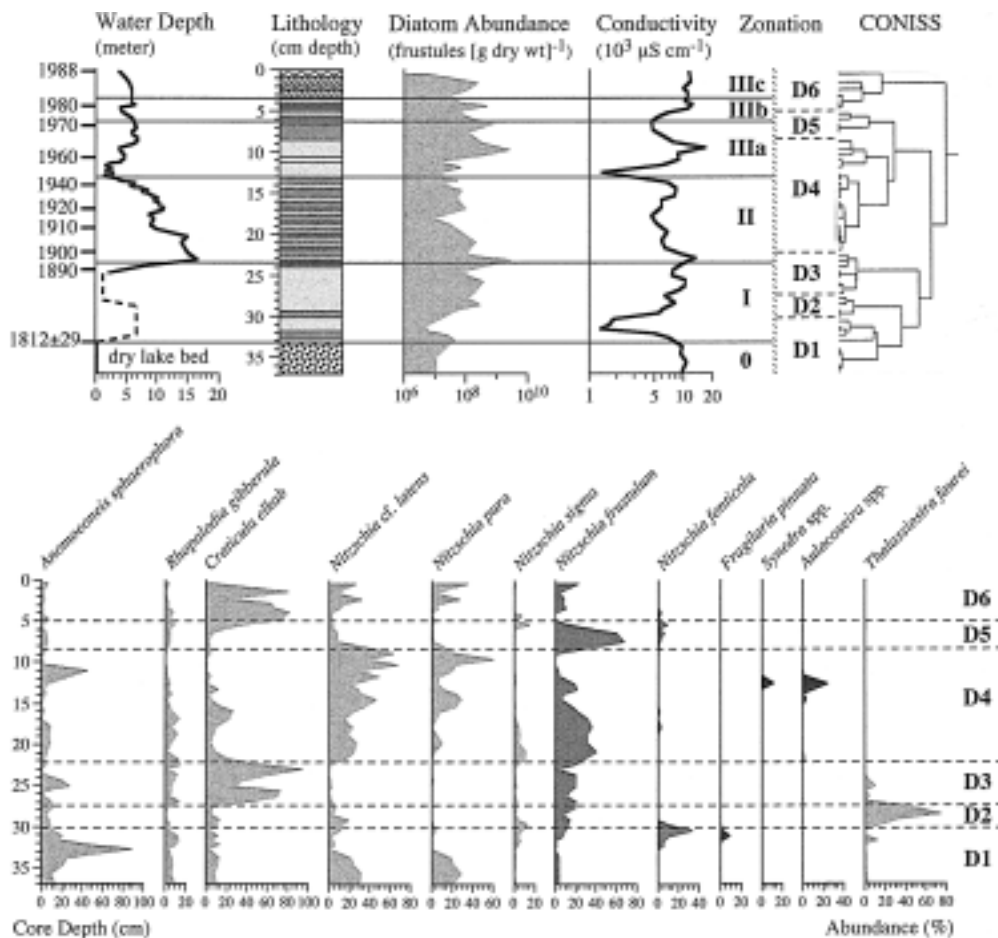 Water Depth Lithology Diatom Abundance Conductivity Zonation CONISS
(meter) (cm depth) (frustules [g dry wt]⁻¹) (10³ µS cm⁻¹)
1988
1980
1970
1960
1940
1920
1910
1900
1890
1812±29
dry lake bed
0 5 10 15 20
0
5
10
15
20
25
30
35
10⁶ 10⁸ 10¹⁰
1 5 10 20
IIIc
IIIb
IIIa
II
I
0
D6
D5
D4
D3
D2
D1
Anomoeoneis sphaerophora
Rhopalodia gibberula
Craticula elkab
Nitzschia cf. latens
Nitzschia pura
Nitzschia sigma
Nitzschia frustulum
Nitzschia fonticola
Fragilaria pinnata
Synedra spp.
Aulacoseira spp.
Thalassiosira faurei
0
5
10
15
20
25
30
35
D6
D5
D4
D3
D2
D1
0 20 40 60 80 100
0 20
0 20 40 60 80 100
0 20 40 60 80
0 20 40 60 80
0 20
0 20 40 60 80
0 20 40
0 20
0 20
0 20 40
0 20 40 60 80
Core Depth (cm) Abundance (%)